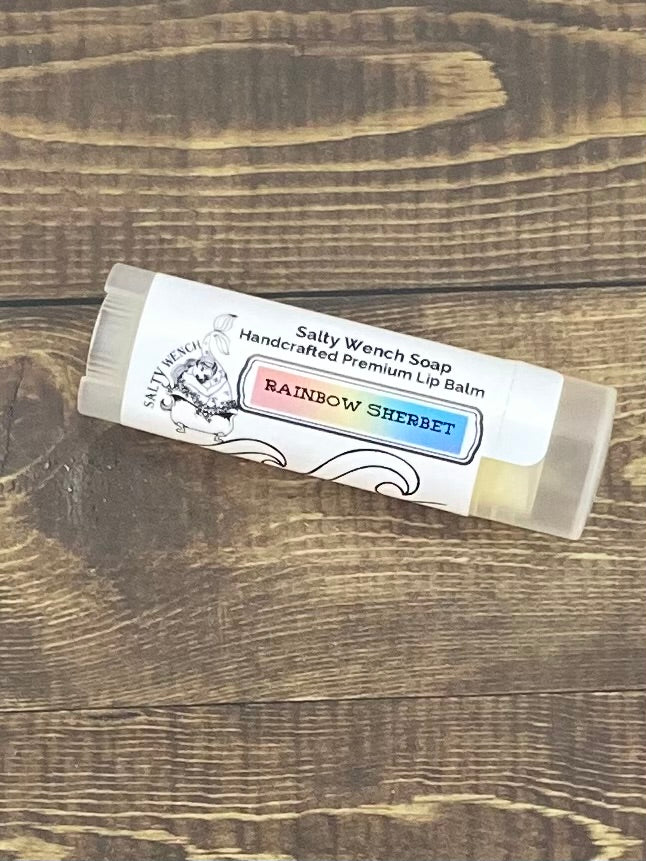 SALTY WENCH
Salty Wench Soap
Handcrafted Premium Lip Balm
RAINBOW SHERBET